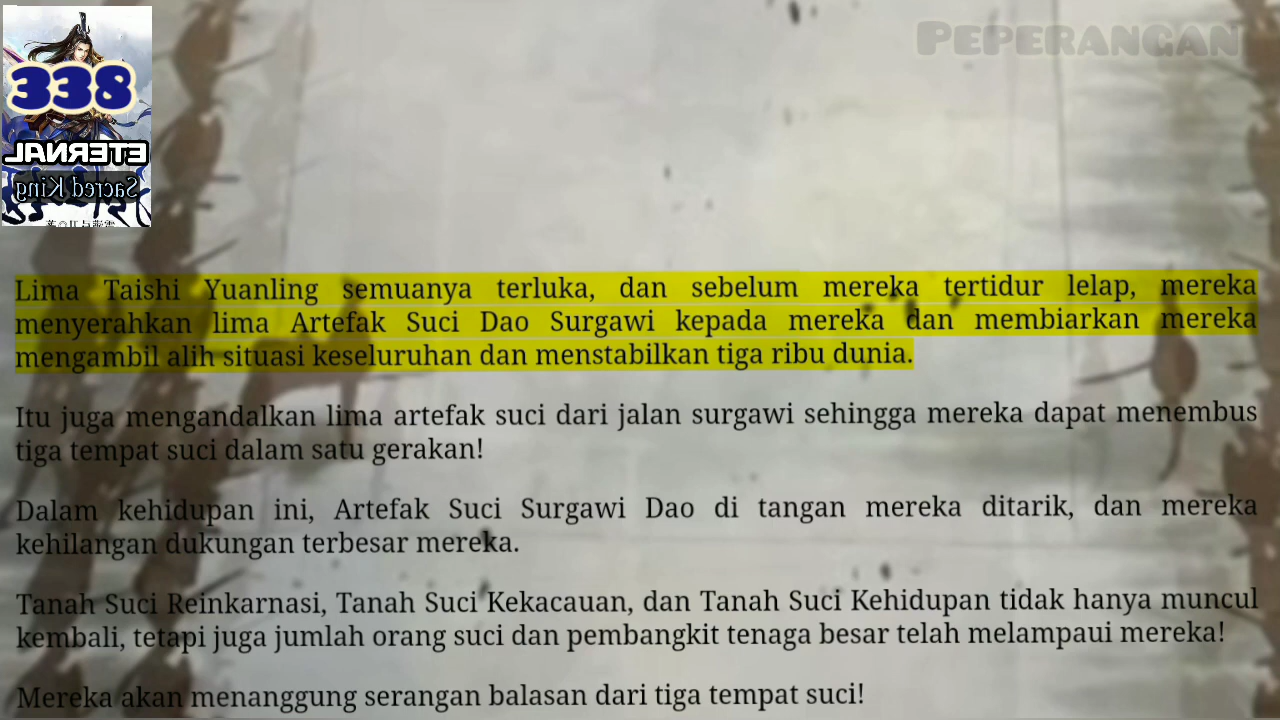 PEPERANGAN
338
ETERNAL
Sacred King
Lima Taishi Yuanling semuanya terluka, dan sebelum mereka tertidur lelap, mereka
menyerahkan lima Artefak Suci Dao Surgawi kepada mereka dan membiarkan mereka
mengambil alih situasi keseluruhan dan menstabilkan tiga ribu dunia.
Itu juga mengandalkan lima artefak suci dari jalan surgawi sehingga mereka dapat menembus
tiga tempat suci dalam satu gerakan!
Dalam kehidupan ini, Artefak Suci Surgawi Dao di tangan mereka ditarik, dan mereka
kehilangan dukungan terbesar mereka.
Tanah Suci Reinkarnasi, Tanah Suci Kekacauan, dan Tanah Suci Kehidupan tidak hanya muncul
kembali, tetapi juga jumlah orang suci dan pembangkit tenaga besar telah melampaui mereka!
Mereka akan menanggung serangan balasan dari tiga tempat suci!